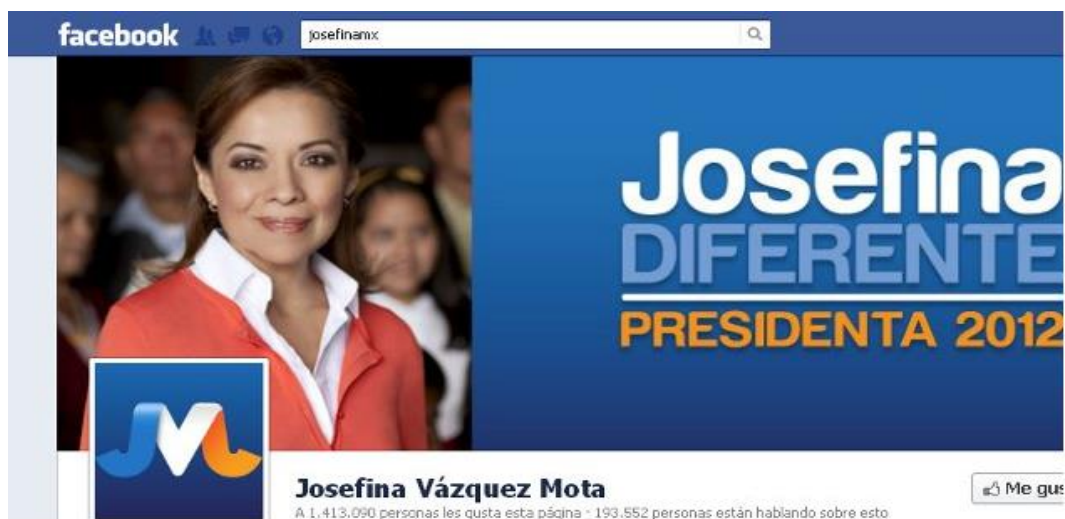 facebook
josefinamx
Josefina
DIFERENTE
PRESIDENTA 2012
JVM
Josefina Vázquez Mota
A 1.413.090 personas les gusta esta página · 193.552 personas están hablando sobre esto
Me gus